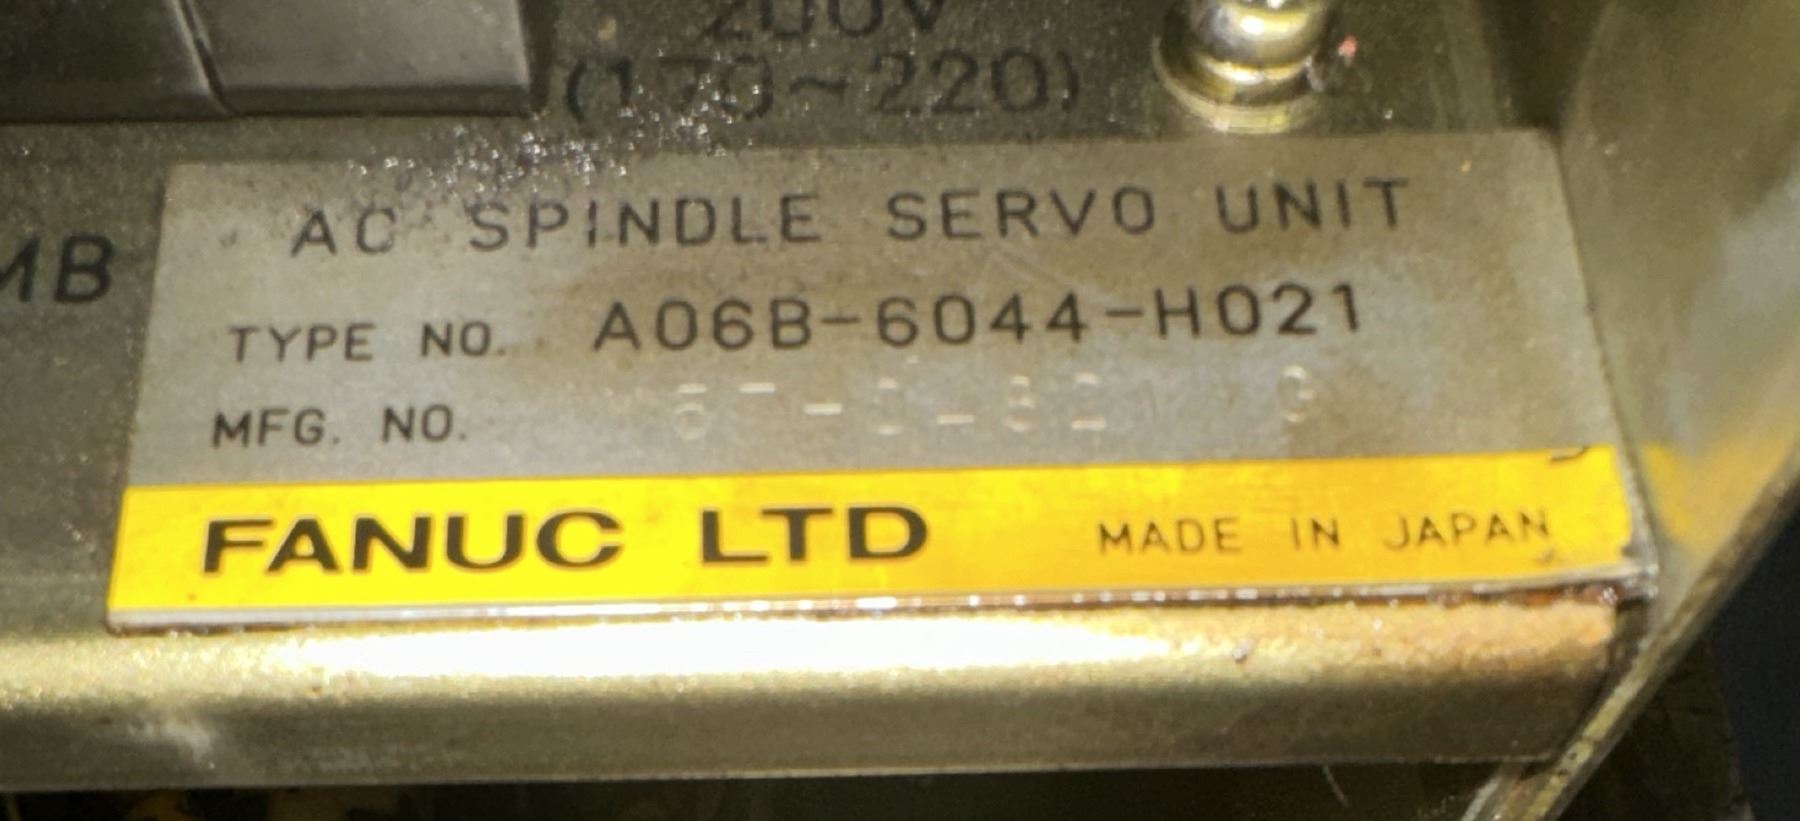 200V
(170~220)
MB
AC SPINDLE SERVO UNIT
TYPE NO. A06B-6044-H021
MFG. NO.
FANUC LTD MADE IN JAPAN